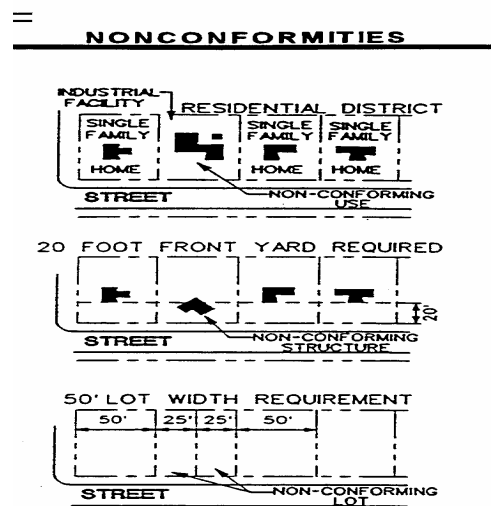 NONCONFORMITIES
INDUSTRIAL
FACILITY
RESIDENTIAL DISTRICT
SINGLE
FAMILY
HOME
SINGLE
FAMILY
HOME
SINGLE
FAMILY
HOME
STREET
NON-CONFORMING
USE
20 FOOT FRONT YARD REQUIRED
20'
STREET
NON-CONFORMING
STRUCTURE
50' LOT WIDTH REQUIREMENT
50' 25' 25' 50'
STREET
NON-CONFORMING
LOT